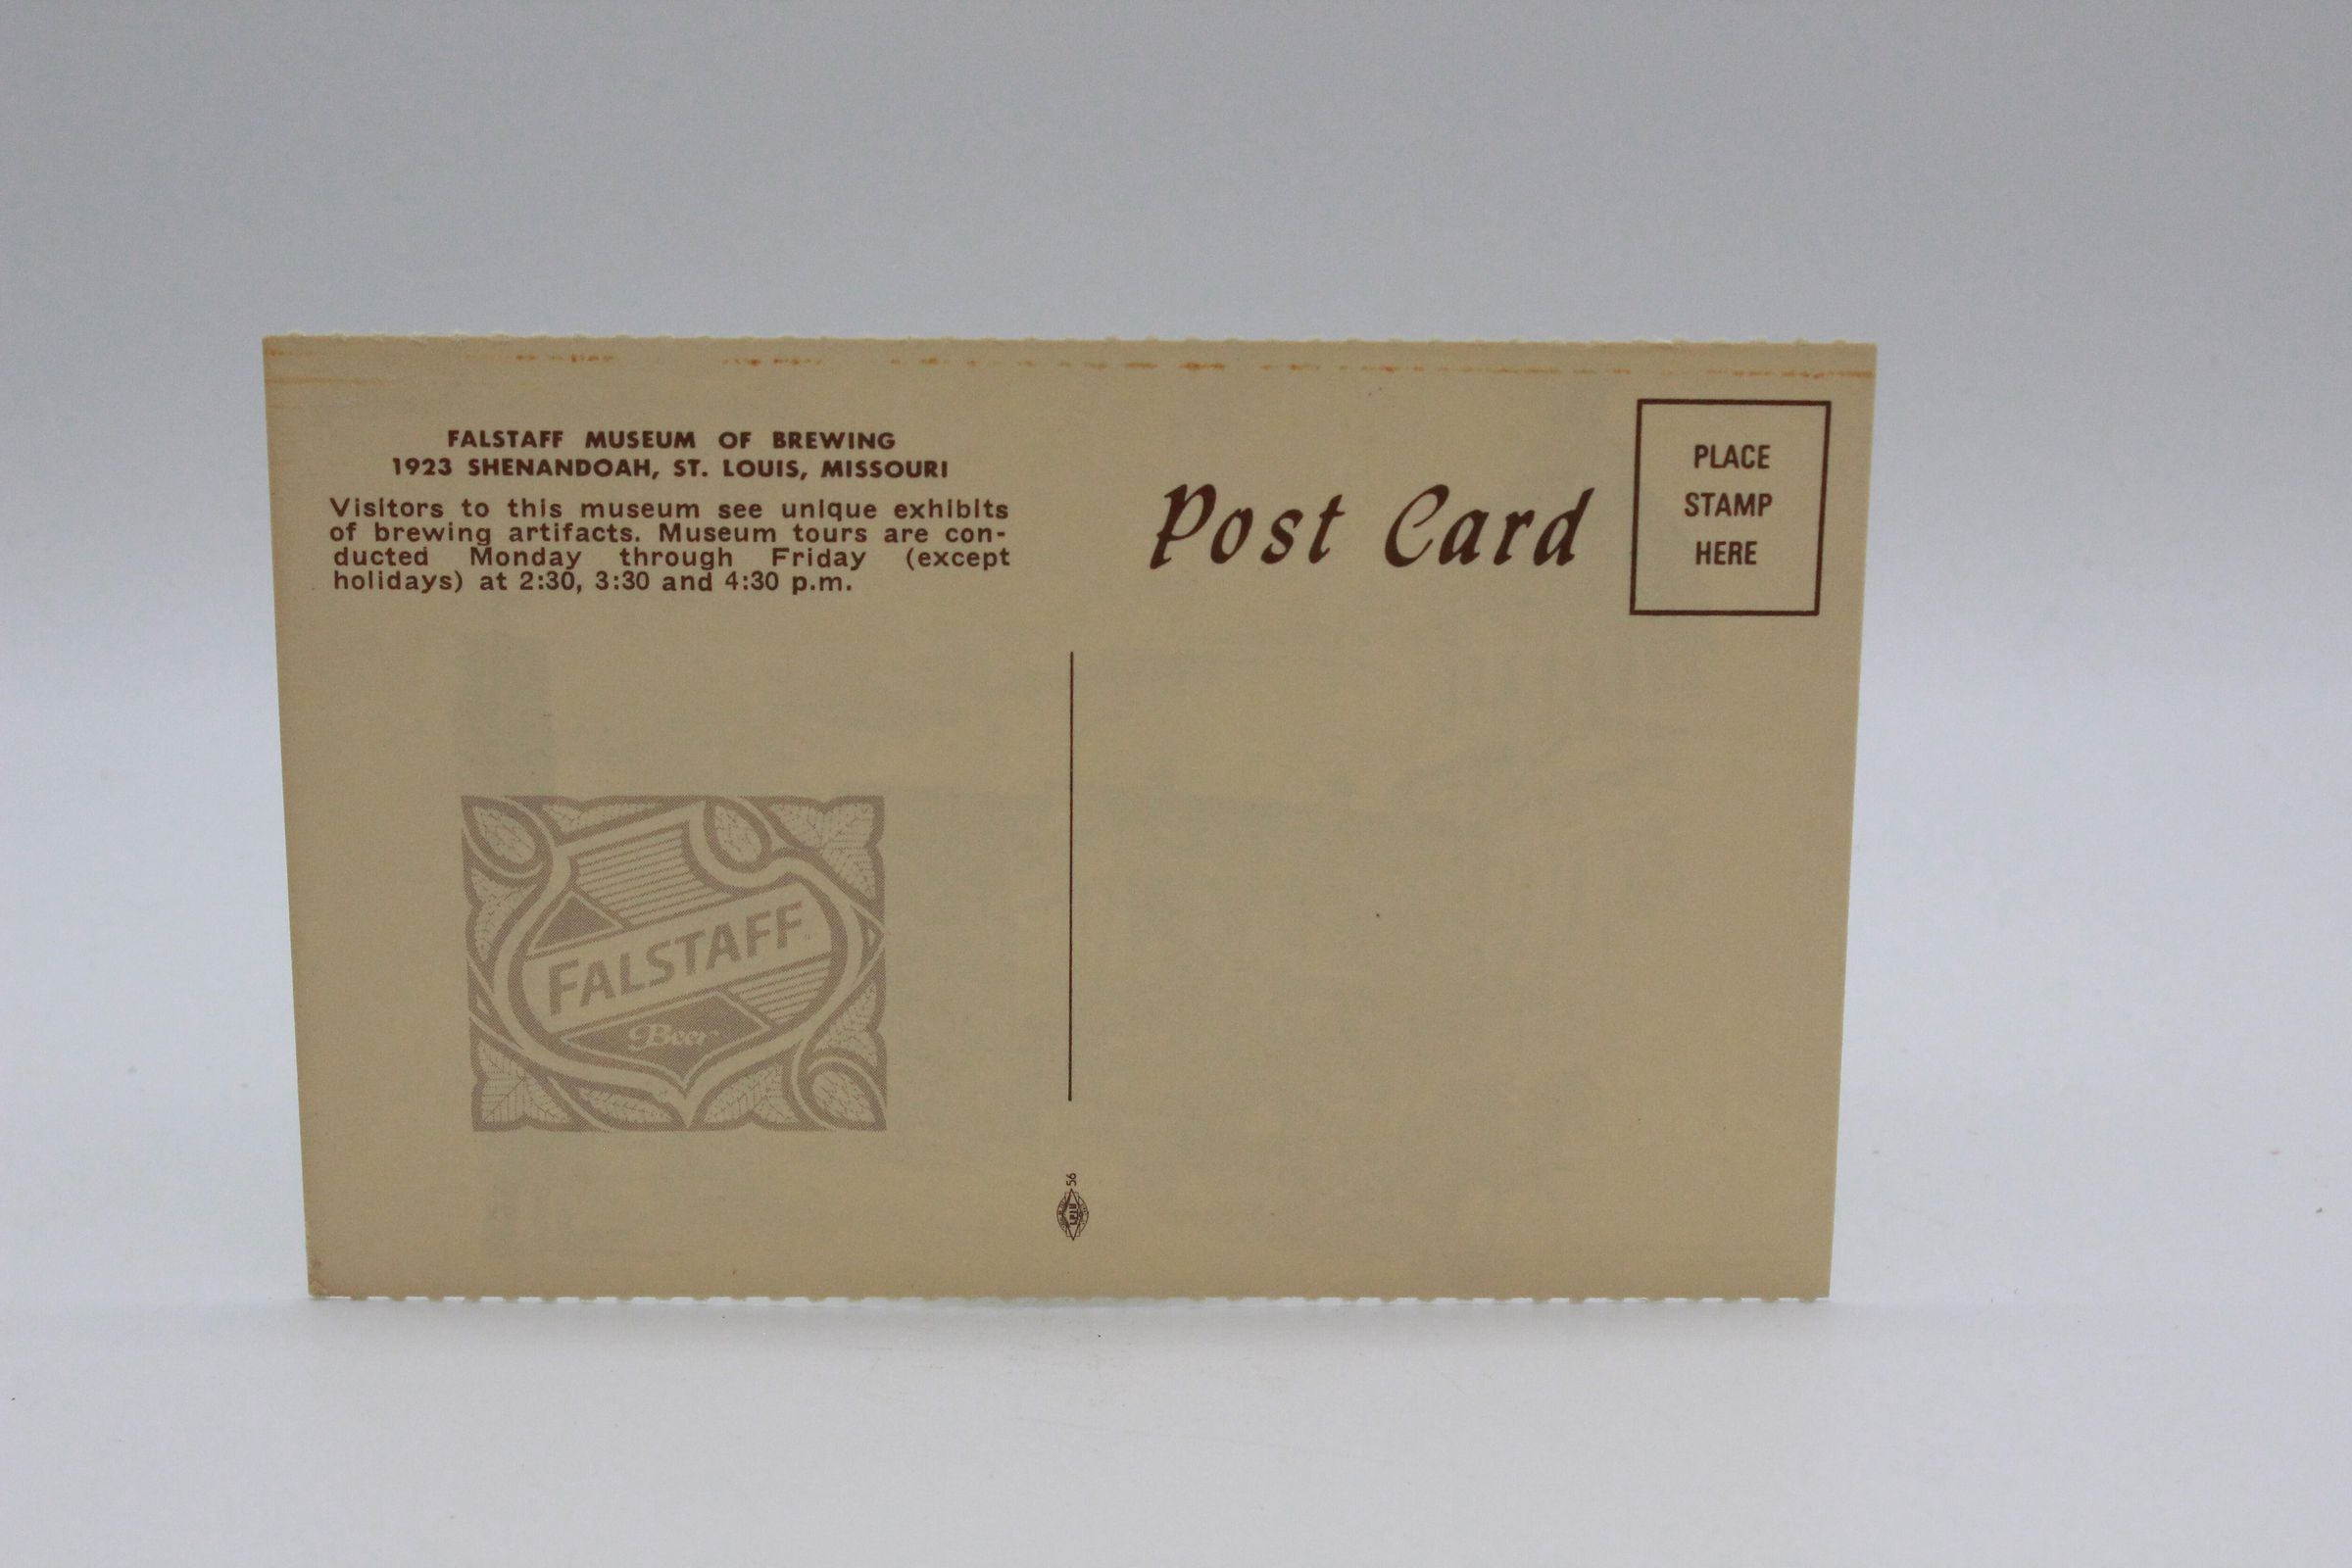 FALSTAFF MUSEUM OF BREWING
1923 SHENANDOAH, ST. LOUIS, MISSOURI
Visitors to this museum see unique exhibits
of brewing artifacts. Museum tours are con-
ducted Monday through Friday (except
holidays) at 2:30, 3:30 and 4:30 p.m.
Post Card
PLACE
STAMP
HERE
FALSTAFF
Beer
56